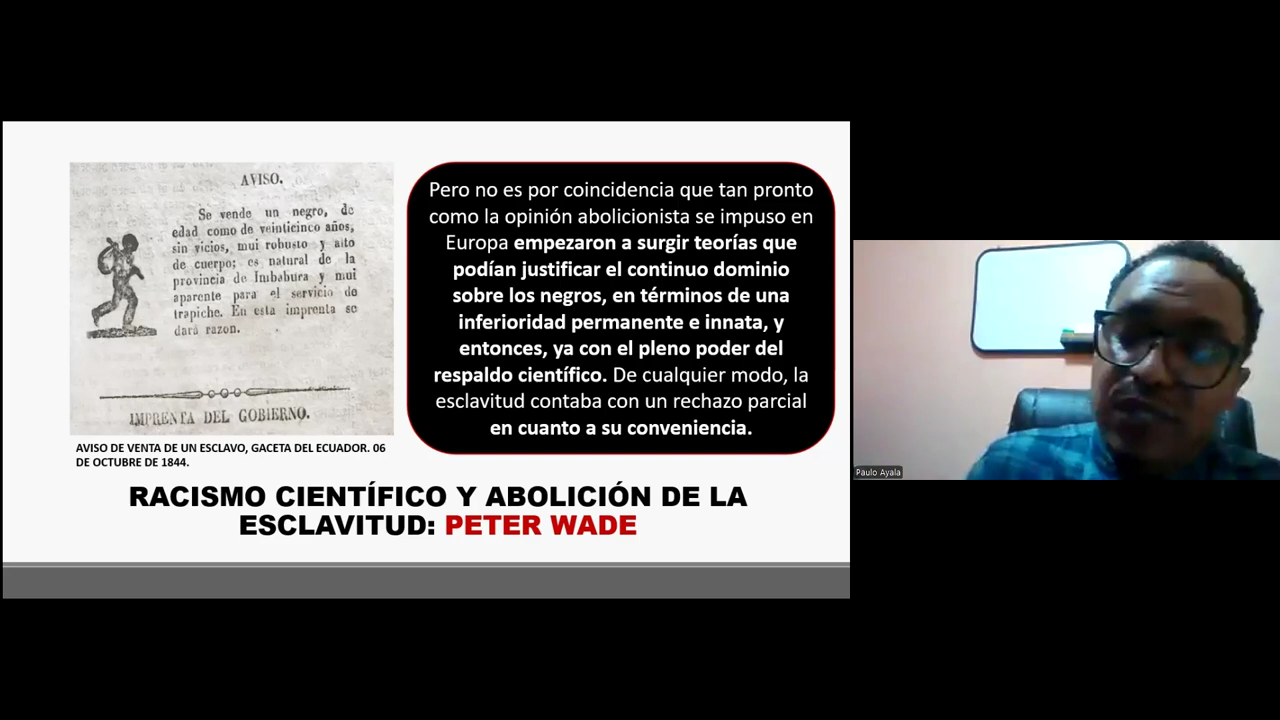 AVISO.
Se vende un negro, de
edad como de veinticinco años,
sin vicios, mui robusto y alto
de cuerpo; es natural de la
provincia de Imbabura y mui
aparente para el servicio de
trapiche. En esta imprenta se
dará razon.
IMPRENTA DEL GOBIERNO.
AVISO DE VENTA DE UN ESCLAVO, GACETA DEL ECUADOR. 06
DE OCTUBRE DE 1844.
Pero no es por coincidencia que tan pronto
como la opinión abolicionista se impuso en
Europa empezaron a surgir teorías que
podían justificar el continuo dominio
sobre los negros, en términos de una
inferioridad permanente e innata, y
entonces, ya con el pleno poder del
respaldo científico. De cualquier modo, la
esclavitud contaba con un rechazo parcial
en cuanto a su conveniencia.
RACISMO CIENTÍFICO Y ABOLICIÓN DE LA
ESCLAVITUD: PETER WADE
Paulo Ayala